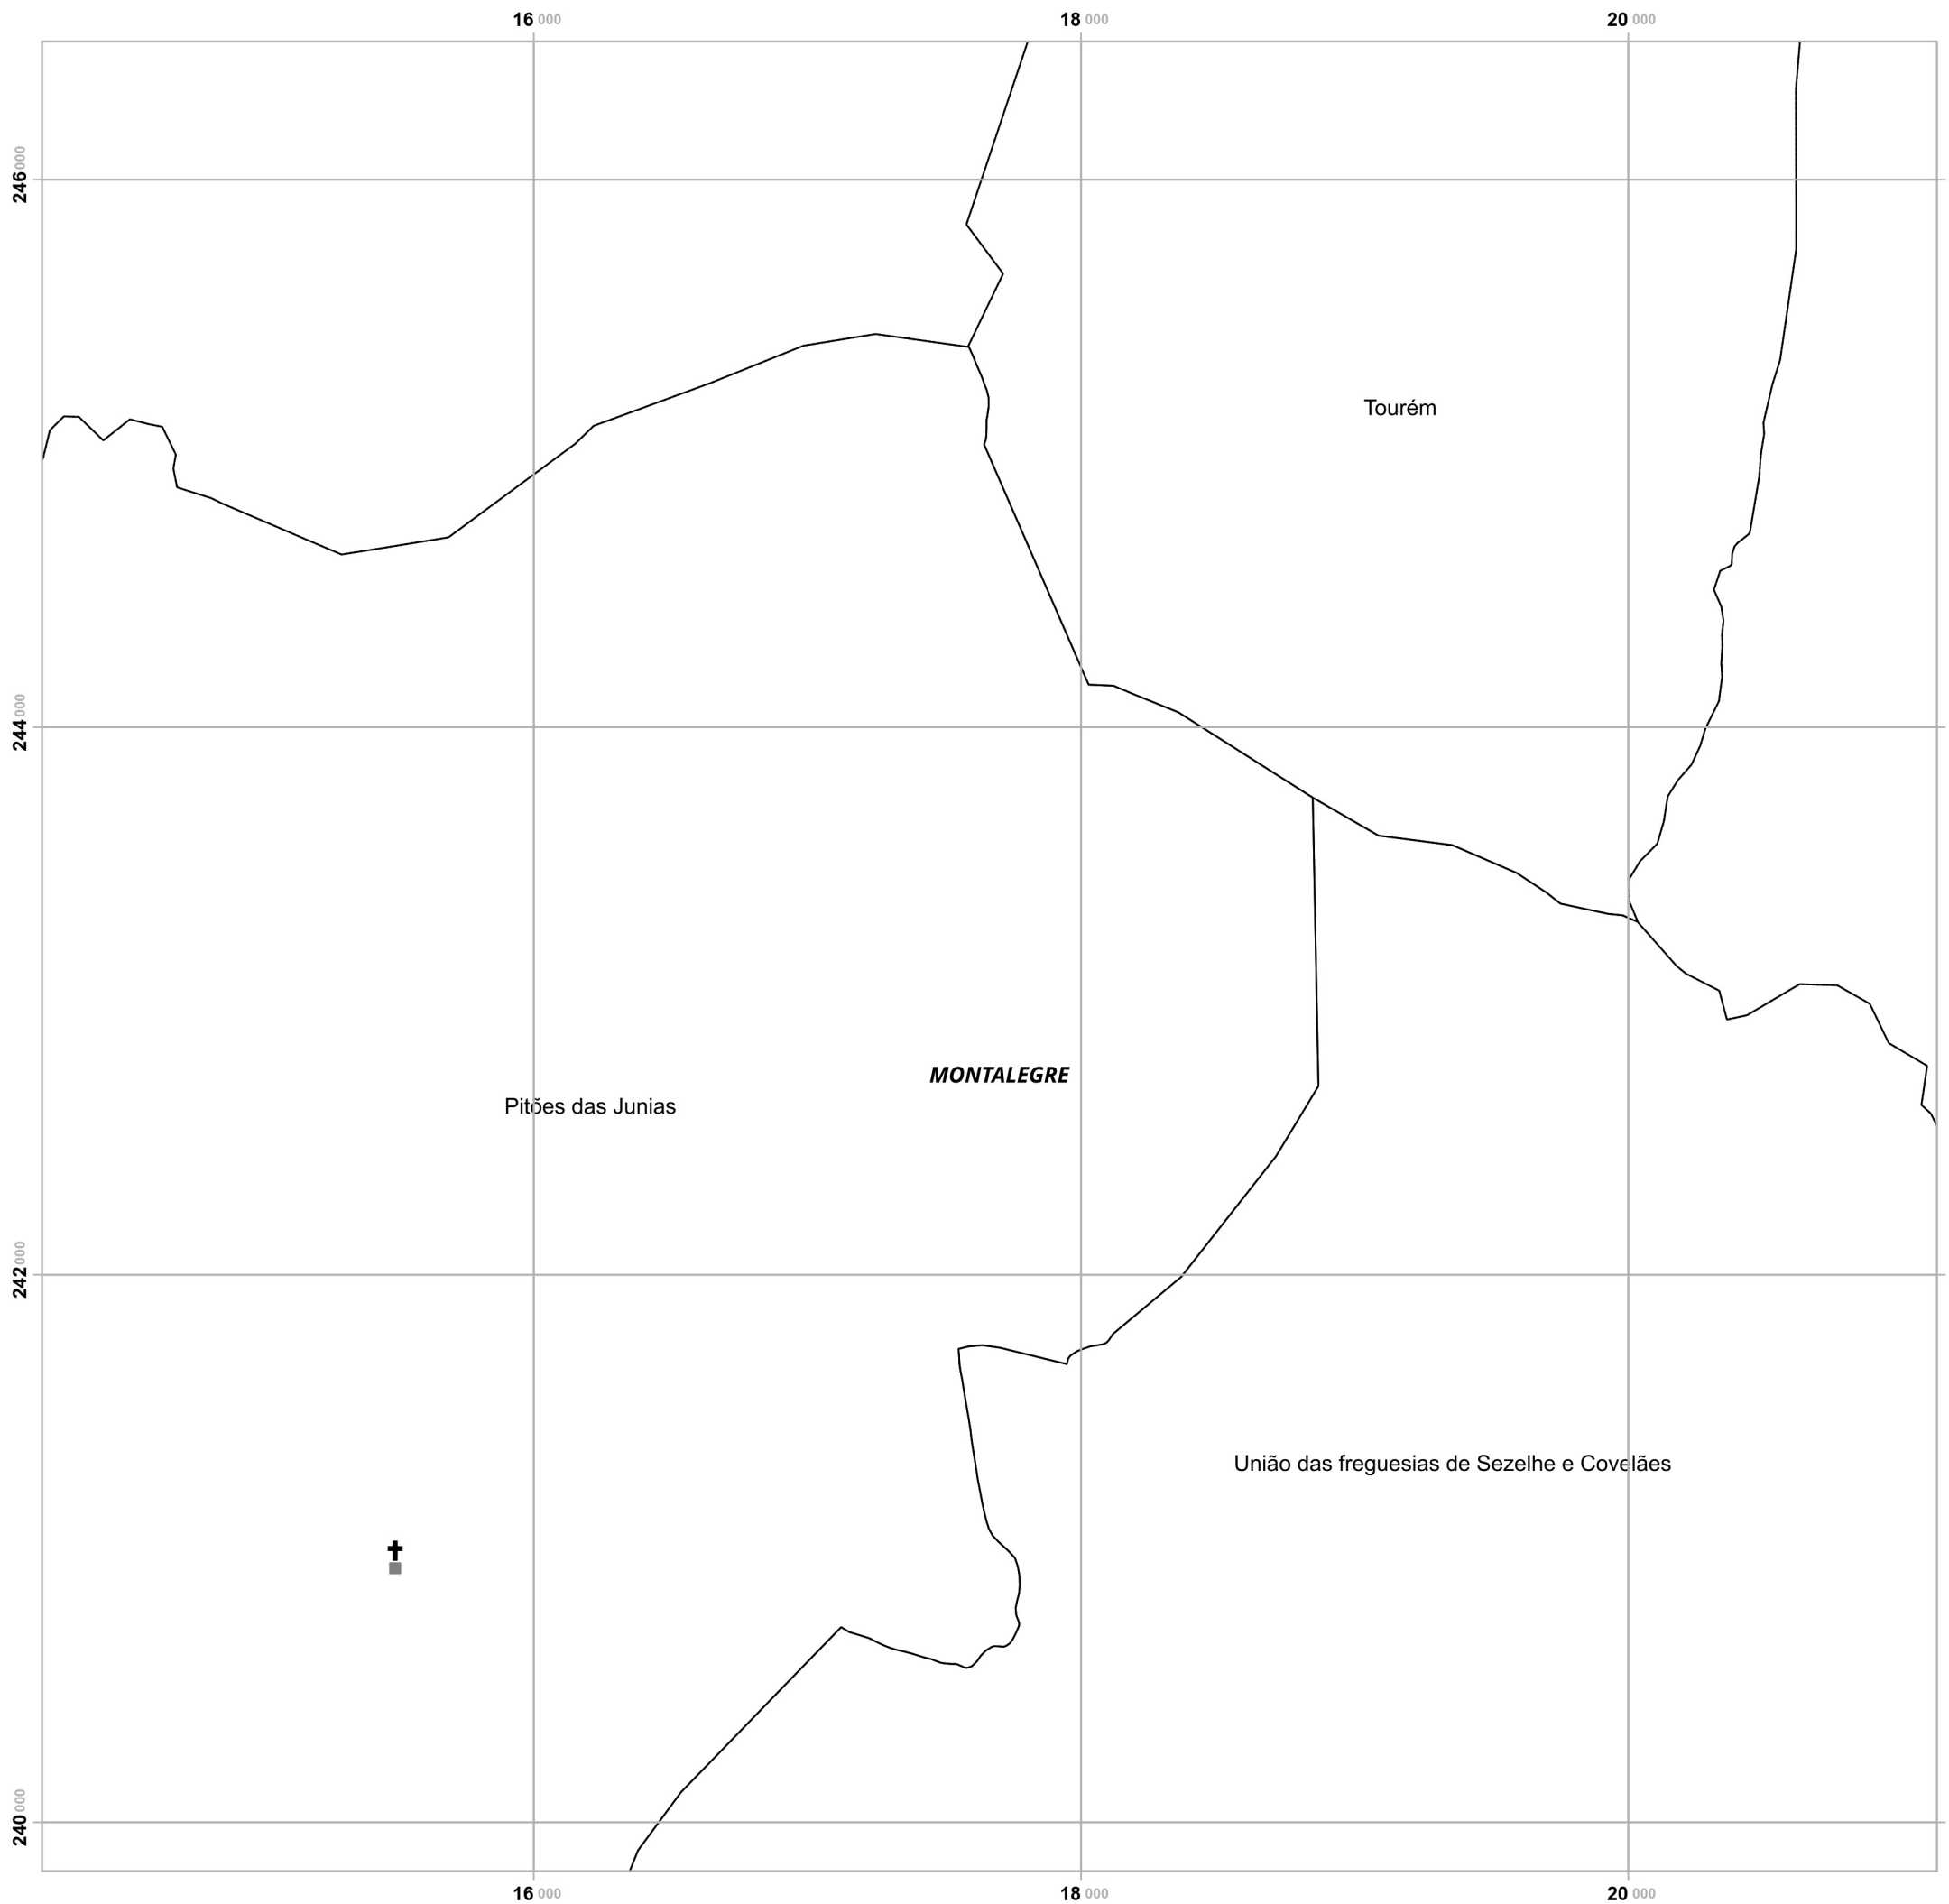 16 000 18 000 20 000
246 000
Tourém
244 000
MONTALEGRE
Pitões das Junias
242 000
União das freguesias de Sezelhe e Covelães
240 000
16 000 18 000 20 000